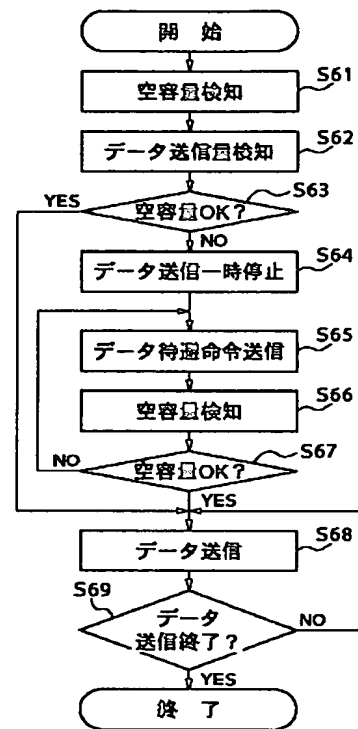 開始
S61
空容量検知
S62
データ送信量検知
S63
YES
空容量OK?
NO
S64
データ送信一時停止
S65
データ待避命令送信
S66
空容量検知
S67
NO
空容量OK?
YES
S68
データ送信
S69
データ
送信終了?
NO
YES
終了